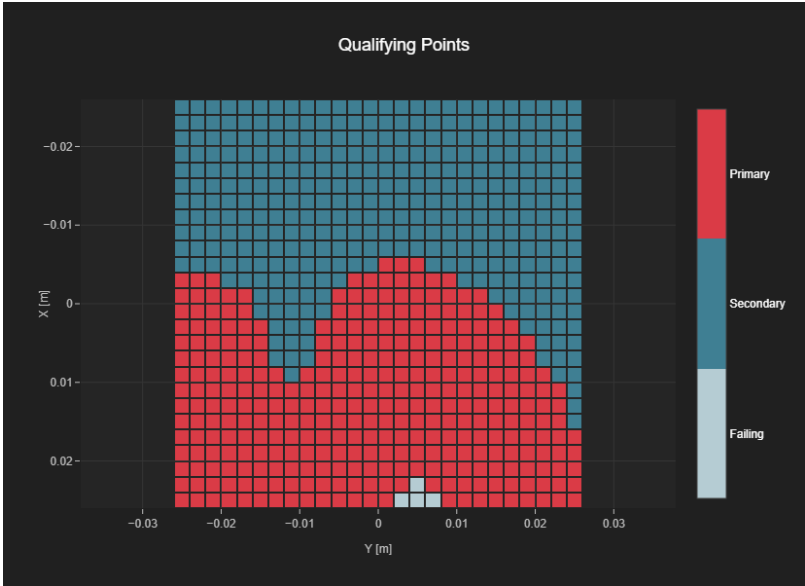 Qualifying Points
−0.02
−0.01
0
0.01
0.02
X [m]
−0.03
−0.02
−0.01
0
0.01
0.02
0.03
Y [m]
Primary
Secondary
Failing